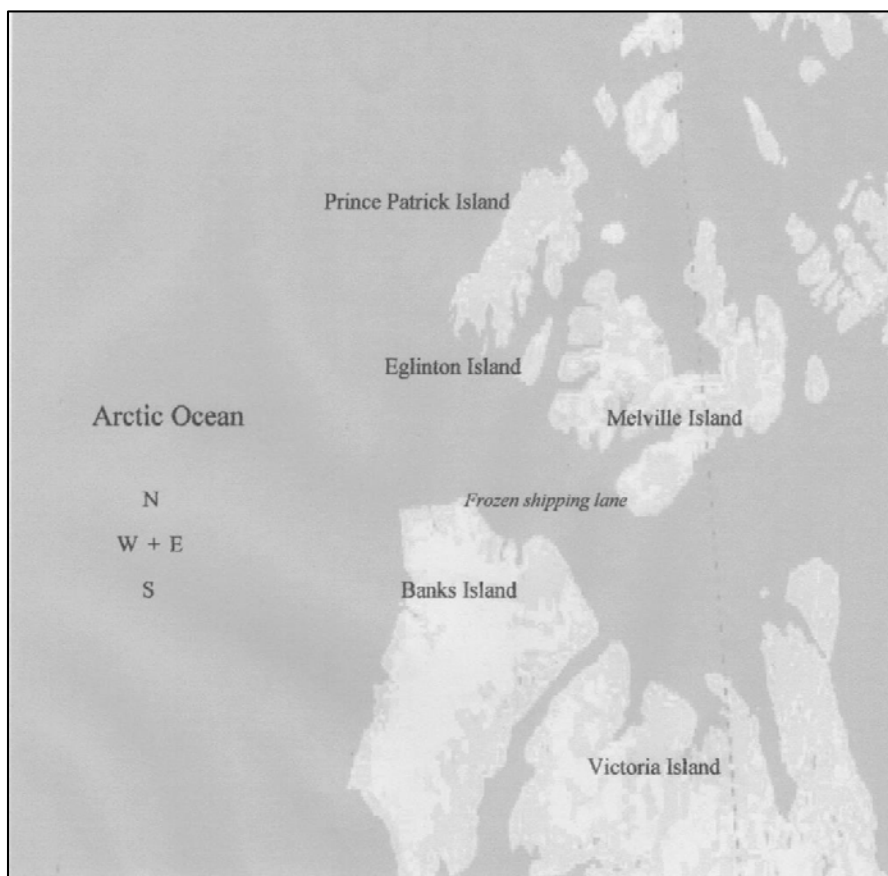 Prince Patrick Island
Eglinton Island
Arctic Ocean
Melville Island
N
Frozen shipping lane
W + E
S
Banks Island
Victoria Island